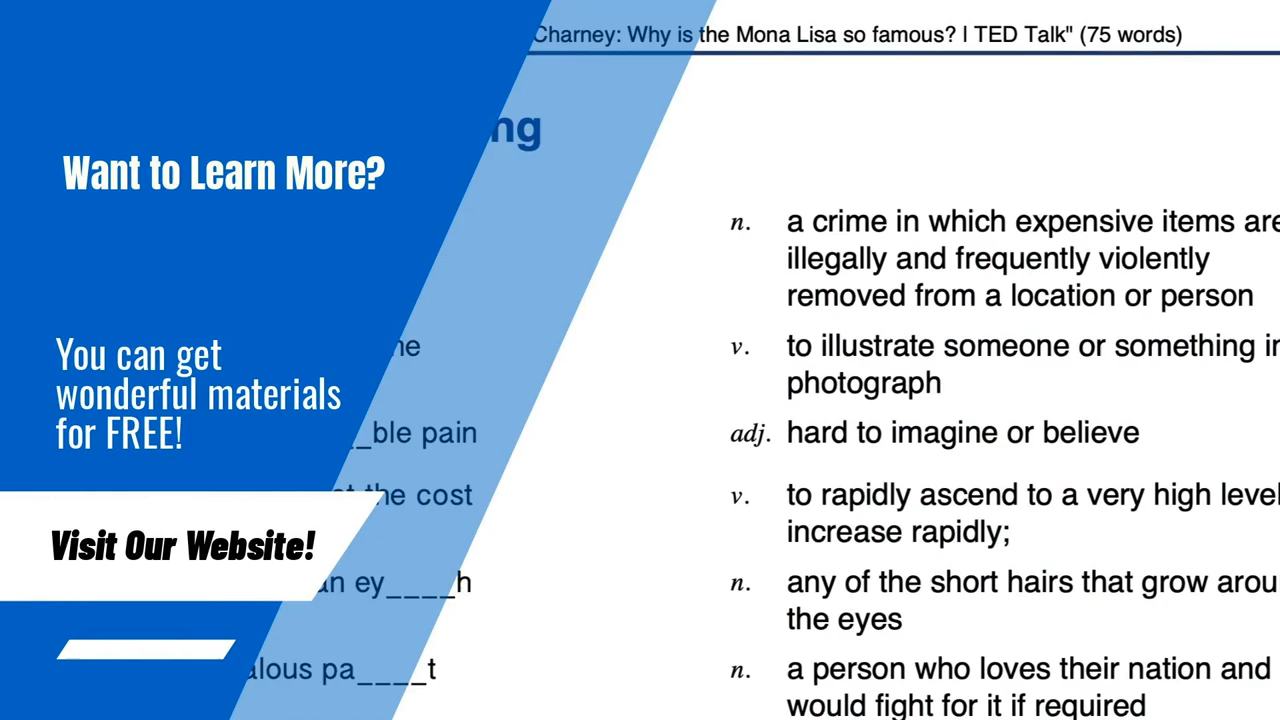 Charney: Why is the Mona Lisa so famous? | TED Talk" (75 words)
ng
Want to Learn More?
You can get
wonderful materials
for FREE!
Visit Our Website!
n. a crime in which expensive items are
illegally and frequently violently
removed from a location or person
v. to illustrate someone or something in
photograph
_ble pain
adj. hard to imagine or believe
the cost
v. to rapidly ascend to a very high level
increase rapidly;
an ey____h
n. any of the short hairs that grow arou
the eyes
alous pa____t
n. a person who loves their nation and
would fight for it if required